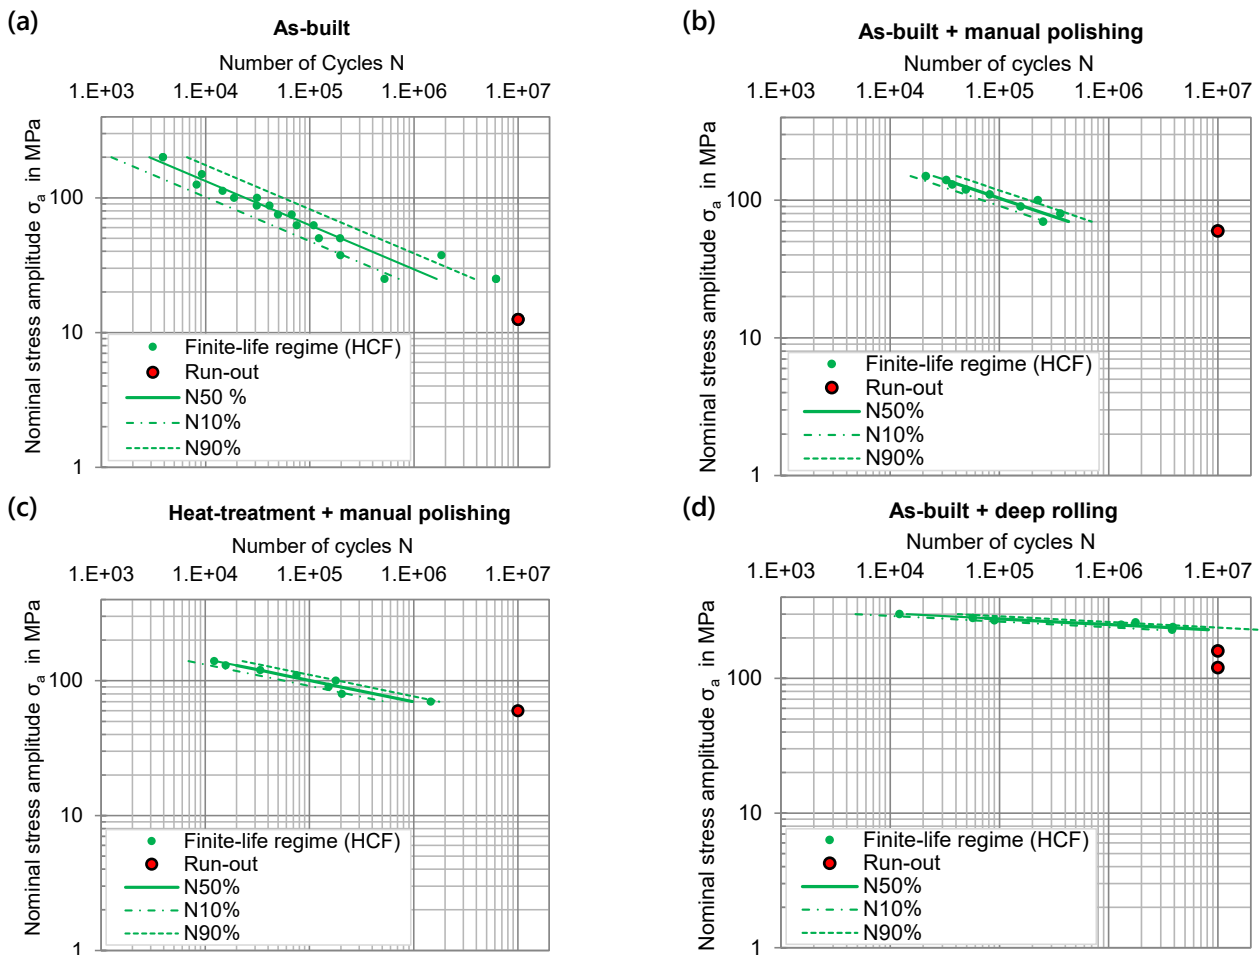 (a)
As-built
Number of Cycles N
1.E+03 1.E+04 1.E+05 1.E+06 1.E+07
Nominal stress amplitude σa in MPa
100
10
1
Finite-life regime (HCF)
Run-out
N50 %
N10%
N90%
(b)
As-built + manual polishing
Number of cycles N
1.E+03 1.E+04 1.E+05 1.E+06 1.E+07
Nominal stress amplitude σa in MPa
100
10
1
Finite-life regime (HCF)
Run-out
N50%
N10%
N90%
(c)
Heat-treatment + manual polishing
Number of cycles N
1.E+03 1.E+04 1.E+05 1.E+06 1.E+07
Nominal stress amplitude σa in MPa
100
10
1
Finite-life regime (HCF)
Run-out
N50%
N10%
N90%
(d)
As-built + deep rolling
Number of cycles N
1.E+03 1.E+04 1.E+05 1.E+06 1.E+07
Nominal stress amplitude σa in MPa
100
10
1
Finite-life regime (HCF)
Run-out
N50%
N10%
N90%